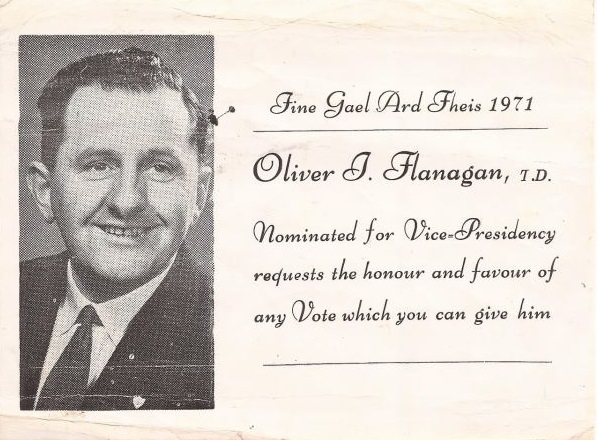 Fine Gael Ard Fheis 1971
Oliver J. Flanagan, T.D.
Nominated for Vice=Presidency
requests the honour and favour of
any Vote which you can give him